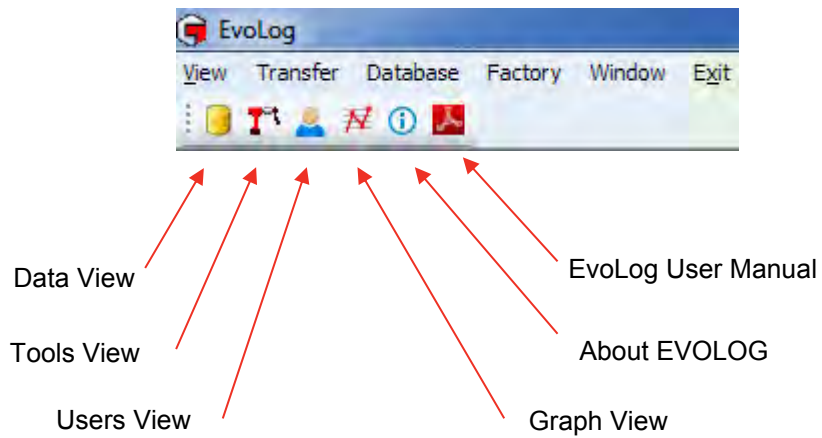 EvoLog
View Transfer Database Factory Window Exit
Data View
EvoLog User Manual
Tools View
About EVOLOG
Users View
Graph View